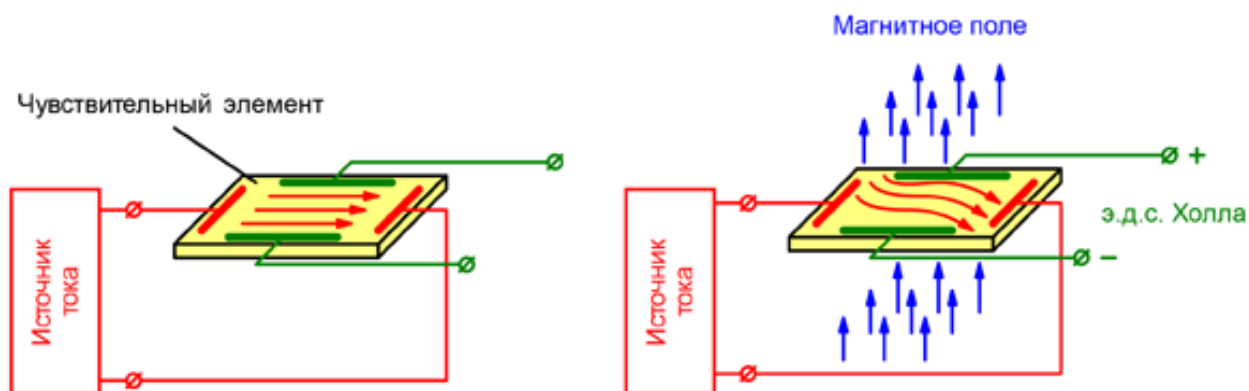 Магнитное поле
Чувствительный элемент
Источник
тока
Источник
тока
+
э.д.с. Холла
−